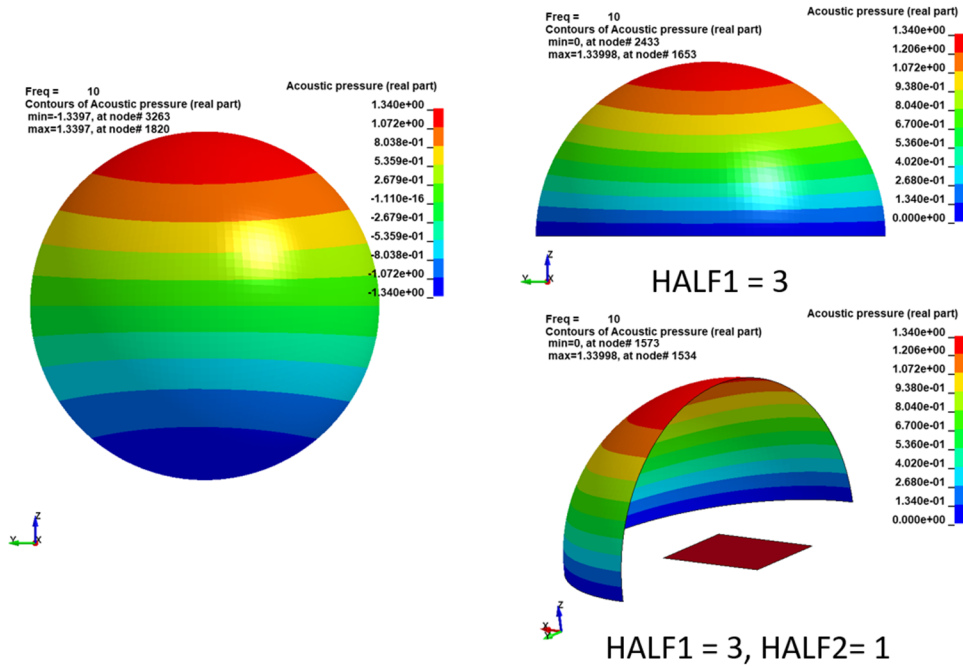 Freq = 10
Contours of Acoustic pressure (real part)
min=-1.3397, at node# 3263
max=1.3397, at node# 1820
Acoustic pressure (real part)
1.340e+00
1.072e+00
8.038e-01
5.359e-01
2.679e-01
-1.110e-16
-2.679e-01
-5.359e-01
-8.038e-01
-1.072e+00
-1.340e+00
Z
Y
X
Freq = 10
Contours of Acoustic pressure (real part)
min=0, at node# 2433
max=1.33998, at node# 1653
Acoustic pressure (real part)
1.340e+00
1.206e+00
1.072e+00
9.380e-01
8.040e-01
6.700e-01
5.360e-01
4.020e-01
2.680e-01
1.340e-01
0.000e+00
Z
Y
X
HALF1 = 3
Freq = 10
Contours of Acoustic pressure (real part)
min=0, at node# 1573
max=1.33998, at node# 1534
Acoustic pressure (real part)
1.340e+00
1.206e+00
1.072e+00
9.380e-01
8.040e-01
6.700e-01
5.360e-01
4.020e-01
2.680e-01
1.340e-01
0.000e+00
Z
X
Y
HALF1 = 3, HALF2= 1